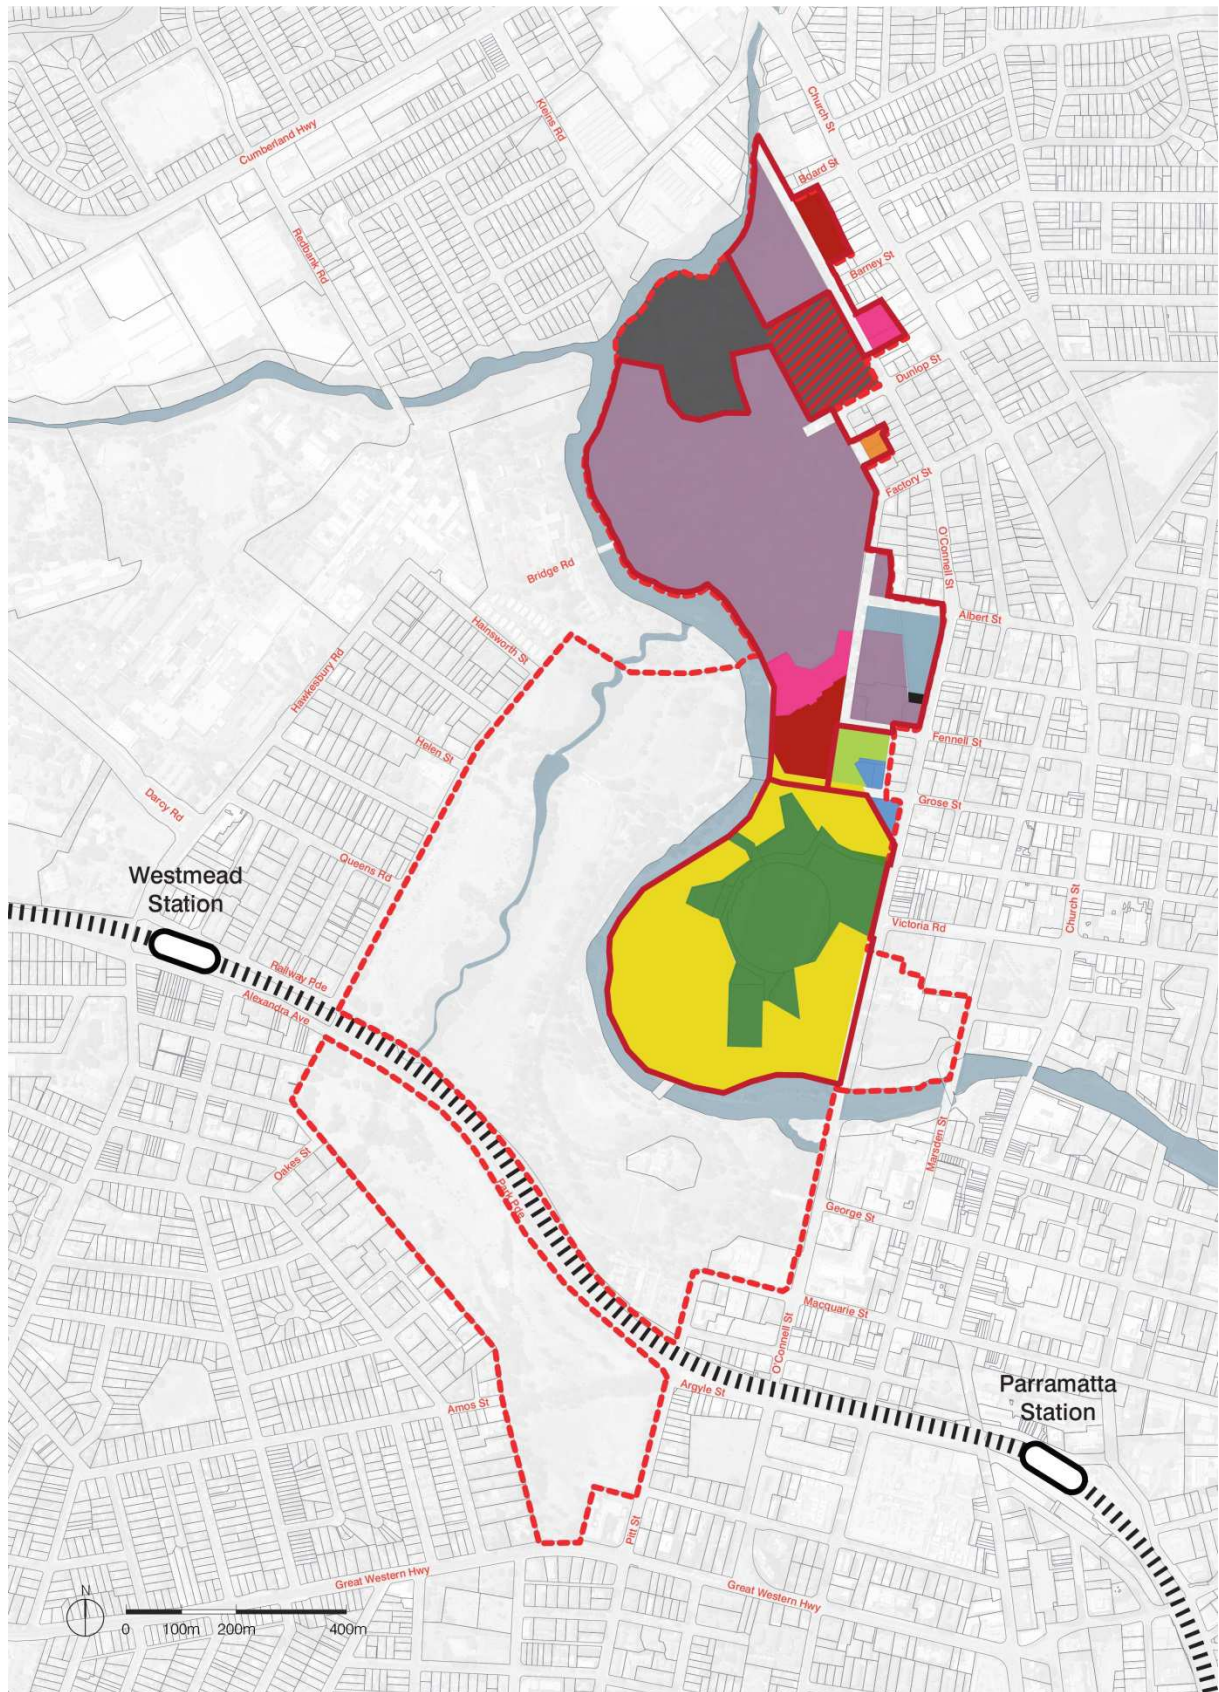 Church St
Kleins Rd
Cumberland Hwy
Board St
Redbank Rd
Barney St
Dunlop St
Factory St
O'Connell St
Bridge Rd
Albert St
Hainsworth St
Hawkesbury Rd
Fennell St
Helen St
Darcy Rd
Grose St
Queens Rd
Westmead
Station
Church St
Victoria Rd
Railway Pde
Alexandra Ave
Marsden St
Oakes St
Park Pde
George St
Macquarie St
O'Connell St
Argyle St
Parramatta
Station
Amos St
Pitt St
Great Western Hwy
Great Western Hwy
N
0 100m 200m 400m